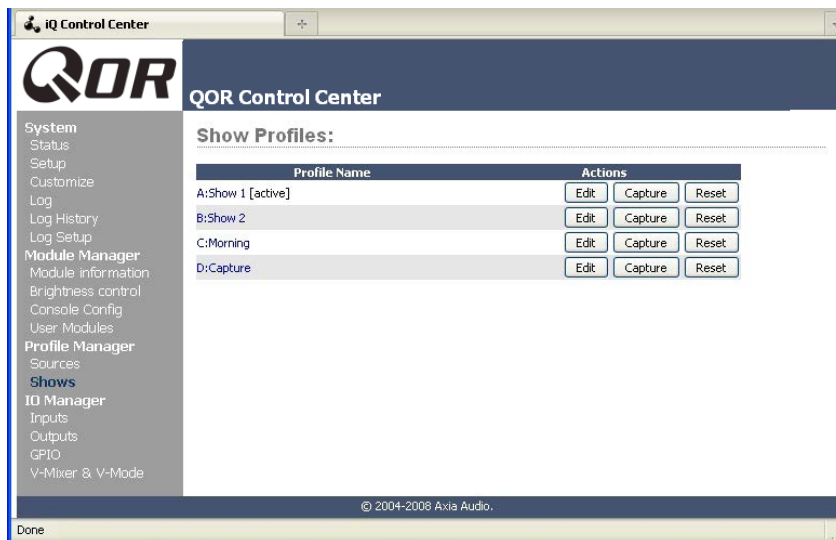 iQ Control Center
QOR
QOR Control Center
System
Status
Setup
Customize
Log
Log History
Log Setup
Module Manager
Module information
Brightness control
Console Config
User Modules
Profile Manager
Sources
Shows
IO Manager
Inputs
Outputs
GPIO
V-Mixer & V-Mode
Show Profiles:
Profile Name Actions
A:Show 1 [active] Edit Capture Reset
B:Show 2 Edit Capture Reset
C:Morning Edit Capture Reset
D:Capture Edit Capture Reset
© 2004-2008 Axia Audio.
Done